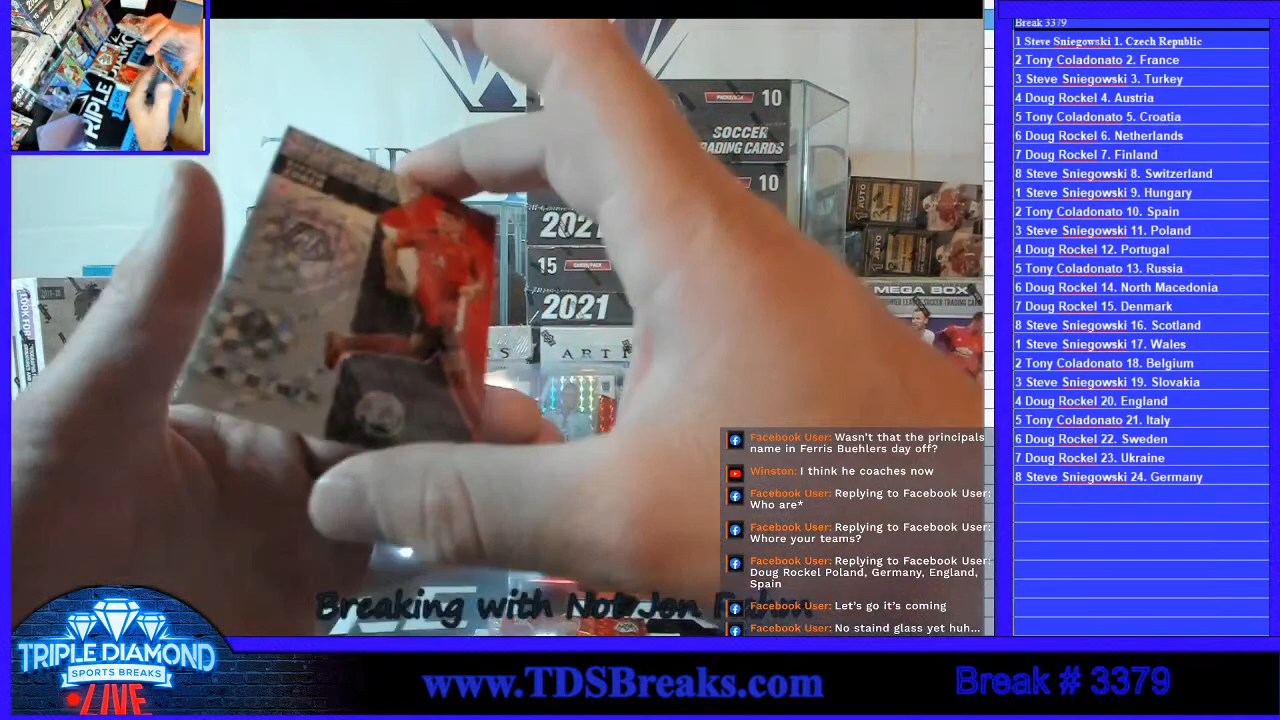 Break 3379
1 Steve Sniegowski 1. Czech Republic
2 Tony Coladonato 2. France
3 Steve Sniegowski 3. Turkey
4 Doug Rockel 4. Austria
5 Tony Coladonato 5. Croatia
6 Doug Rockel 6. Netherlands
7 Doug Rockel 7. Finland
8 Steve Sniegowski 8. Switzerland
1 Steve Sniegowski 9. Hungary
2 Tony Coladonato 10. Spain
3 Steve Sniegowski 11. Poland
4 Doug Rockel 12. Portugal
5 Tony Coladonato 13. Russia
6 Doug Rockel 14. North Macedonia
7 Doug Rockel 15. Denmark
8 Steve Sniegowski 16. Scotland
1 Steve Sniegowski 17. Wales
2 Tony Coladonato 18. Belgium
3 Steve Sniegowski 19. Slovakia
4 Doug Rockel 20. England
5 Tony Coladonato 21. Italy
6 Doug Rockel 22. Sweden
7 Doug Rockel 23. Ukraine
8 Steve Sniegowski 24. Germany
10
SOCCER
TRADING CARDS
10
2021
15
2021
MEGA BOX
Facebook User: Wasn't that the principals
name in Ferris Buehlers day off?
Winston: I think he coaches now
Facebook User: Replying to Facebook User:
Who are*
Facebook User: Replying to Facebook User:
Whore your teams?
Facebook User: Replying to Facebook User:
Doug Rockel Poland, Germany, England,
Spain
Facebook User: Let's go it's coming
Facebook User: No staind glass yet huh...
Breaking with Not Jon
TRIPLE DIAMOND
SPORTS BREAKS
LIVE
www.TDSBreaks.com
Break # 3379